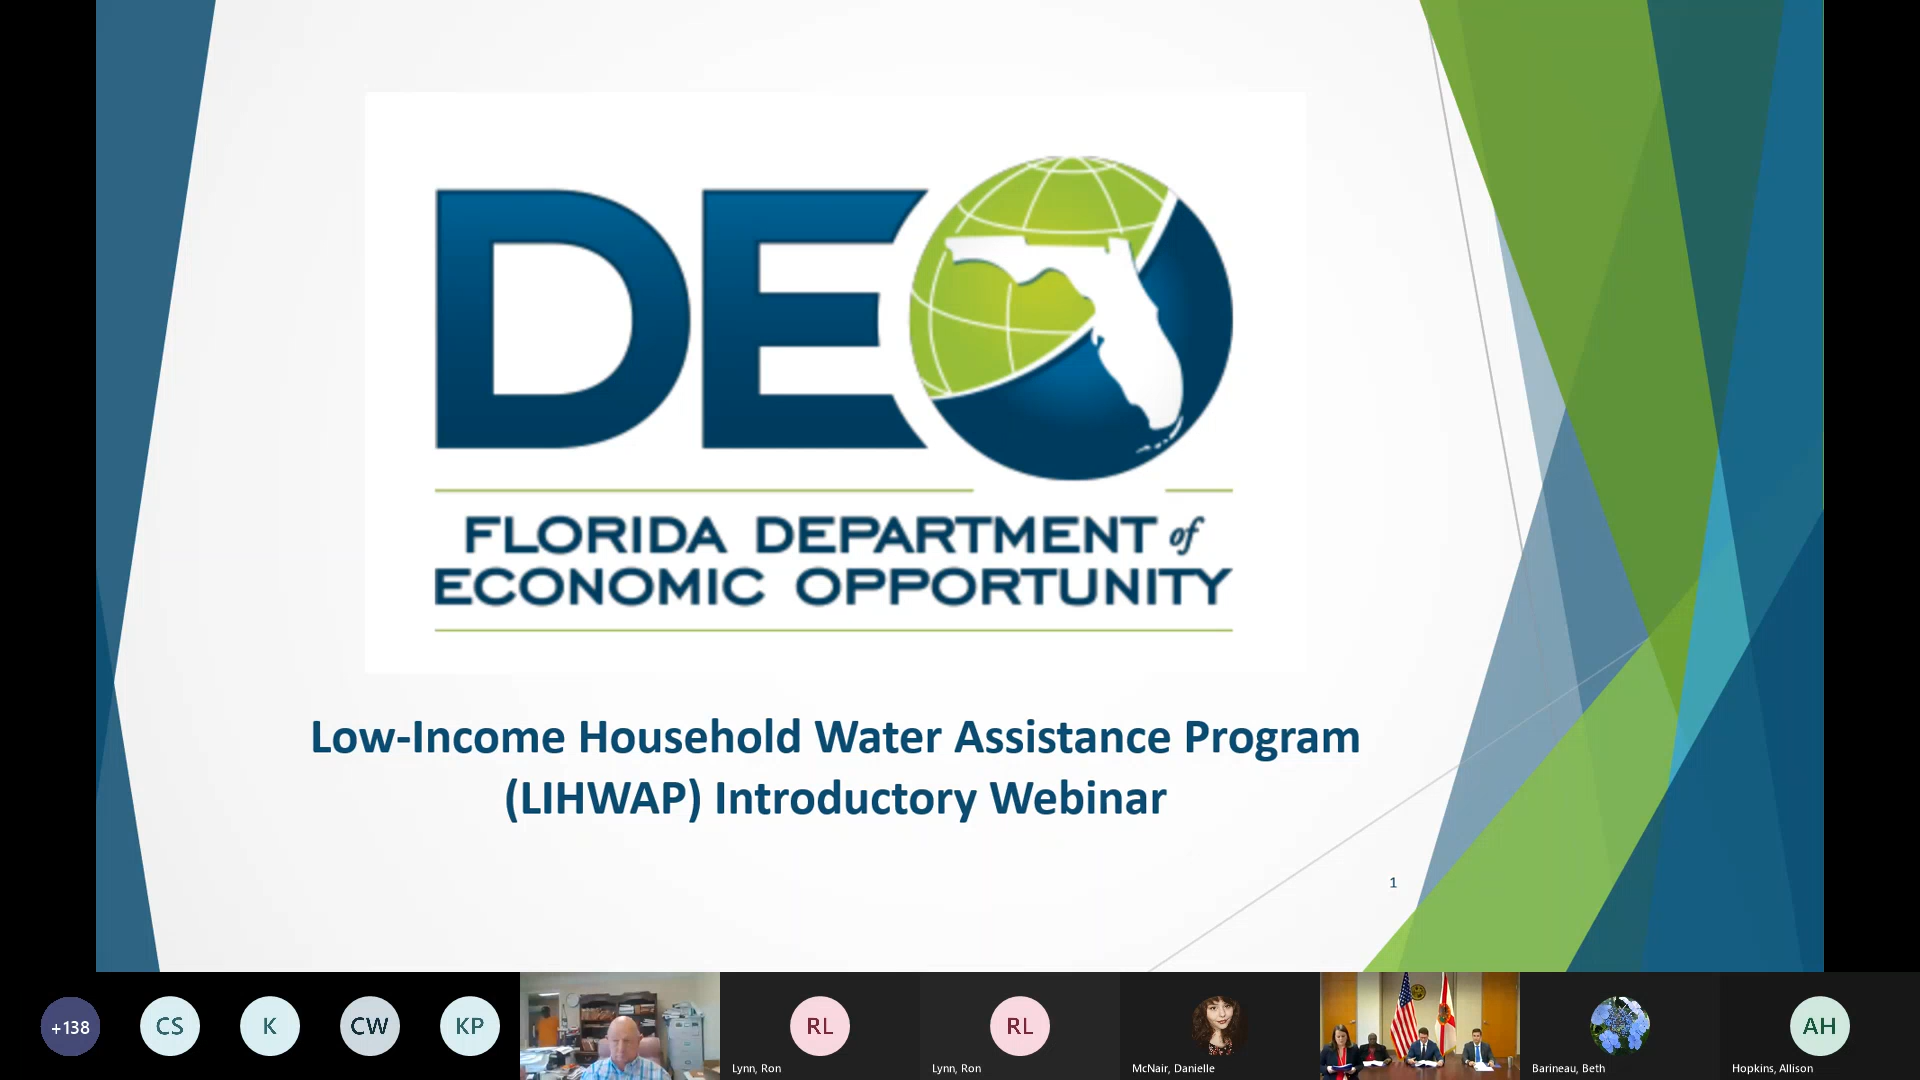 DEO
FLORIDA DEPARTMENT of
ECONOMIC OPPORTUNITY
Low-Income Household Water Assistance Program
(LIHWAP) Introductory Webinar
1
+138
CS
K
CW
KP
RL
Lynn, Ron
RL
Lynn, Ron
McNair, Danielle
Barineau, Beth
AH
Hopkins, Allison